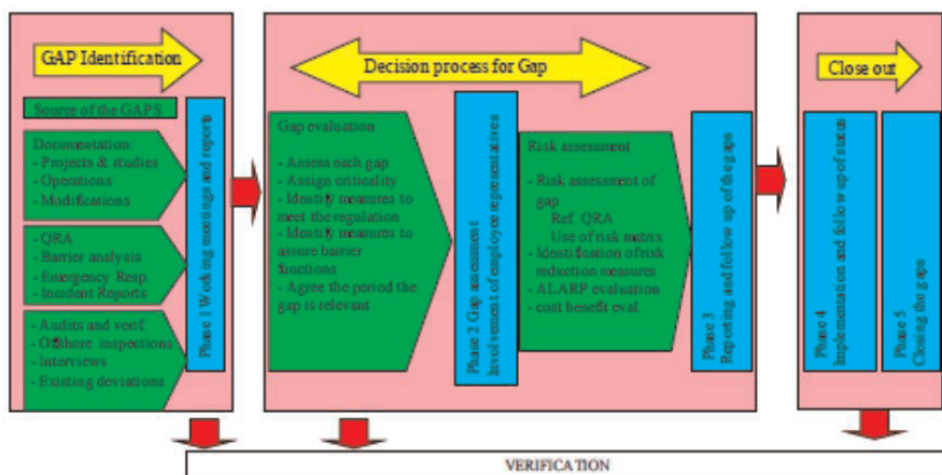 GAP Identification
Source of the GAPS
Documentation:
- Projects & studies
- Operations
- Modifications
- QRA
- Barrier analysis
- Emergency Resp.
- Incident Reports
- Audits and verif
- Offshore inspections
- Interviews
- Existing deviations
Phase 1 Working meetings and reports
Decision process for Gap
Gap evaluation
- Assess each gap
- Assign criticality
- Identify measures to
meet the regulation
- Identify measures to
assure barrier
functions
- Agree the period the
gap is relevant
Phase 2 Gap assessment
Involvement of employee representatives
Risk assessment
- Risk assessment of
gap
Ref. QRA
Use of risk matrix
- Identification of risk
reduction measures
- ALARP evaluation
- cost benefit eval.
Phase 3
Reporting and follow up of the gaps
Close out
Phase 4
Implementation and follow up of status
Phase 5
Closing the gaps
VERIFICATION